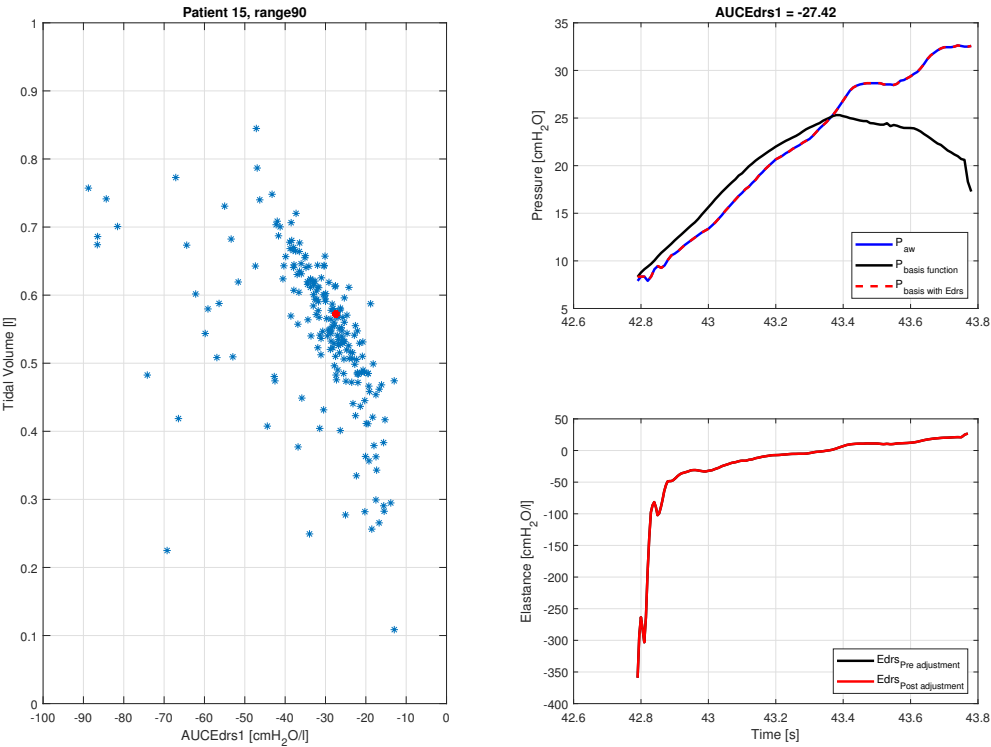 Patient 15, range90
1
0.9
0.8
0.7
0.6
0.5
0.4
0.3
0.2
0.1
0
Tidal Volume [l]
-100 -90 -80 -70 -60 -50 -40 -30 -20 -10 0
AUCEdrs1 [cmH2O/l]
AUCEdrs1 = -27.42
35
30
25
20
15
10
5
Pressure [cmH2O]
42.6 42.8 43 43.2 43.4 43.6 43.8
Paw
Pbasis function
Pbasis with Edrs
50
0
-50
-100
-150
-200
-250
-300
-350
-400
Elastance [cmH2O/l]
42.6 42.8 43 43.2 43.4 43.6 43.8
Time [s]
EdrsPre adjustment
EdrsPost adjustment